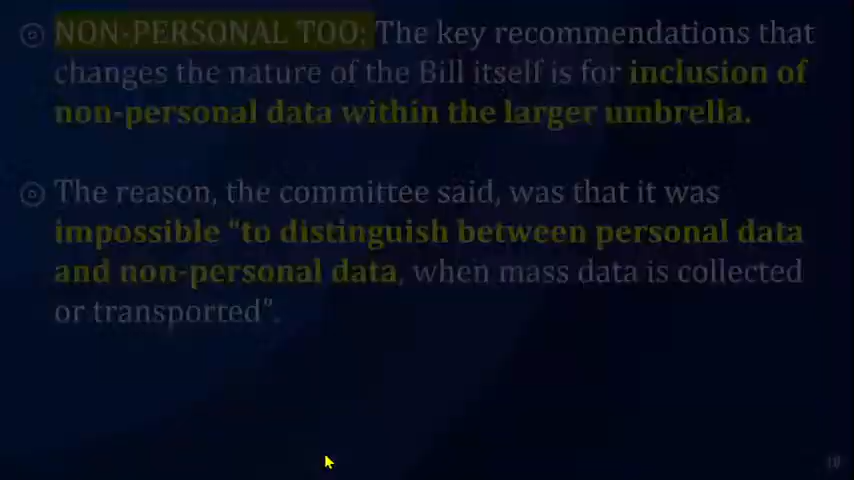 NON-PERSONAL TOO: The key recommendations that
changes the nature of the Bill itself is for inclusion of
non-personal data within the larger umbrella.
The reason, the committee said, was that it was
impossible “to distinguish between personal data
and non-personal data, when mass data is collected
or transported”.